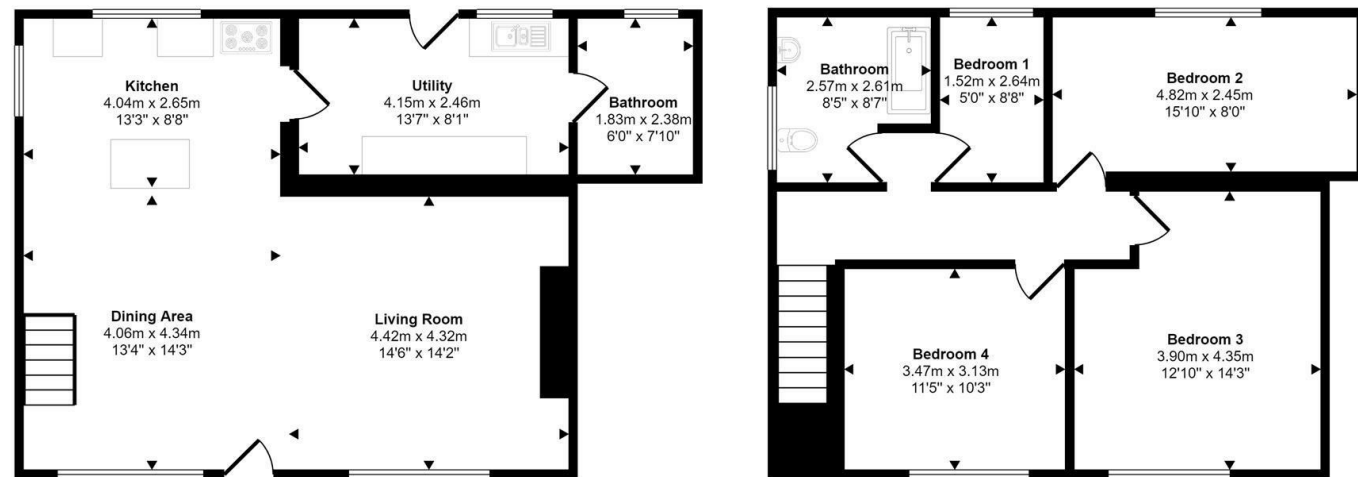 Kitchen
4.04m x 2.65m
13'3" x 8'8"
Utility
4.15m x 2.46m
13'7" x 8'1"
Bathroom
1.83m x 2.38m
6'0" x 7'10"
Dining Area
4.06m x 4.34m
13'4" x 14'3"
Living Room
4.42m x 4.32m
14'6" x 14'2"
Bathroom
2.57m x 2.61m
8'5" x 8'7"
Bedroom 1
1.52m x 2.64m
5'0" x 8'8"
Bedroom 2
4.82m x 2.45m
15'10" x 8'0"
Bedroom 4
3.47m x 3.13m
11'5" x 10'3"
Bedroom 3
3.90m x 4.35m
12'10" x 14'3"